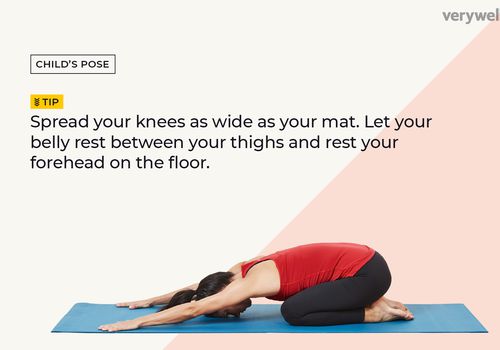 verywel
CHILD'S POSE
TIP
Spread your knees as wide as your mat. Let your
belly rest between your thighs and rest your
forehead on the floor.